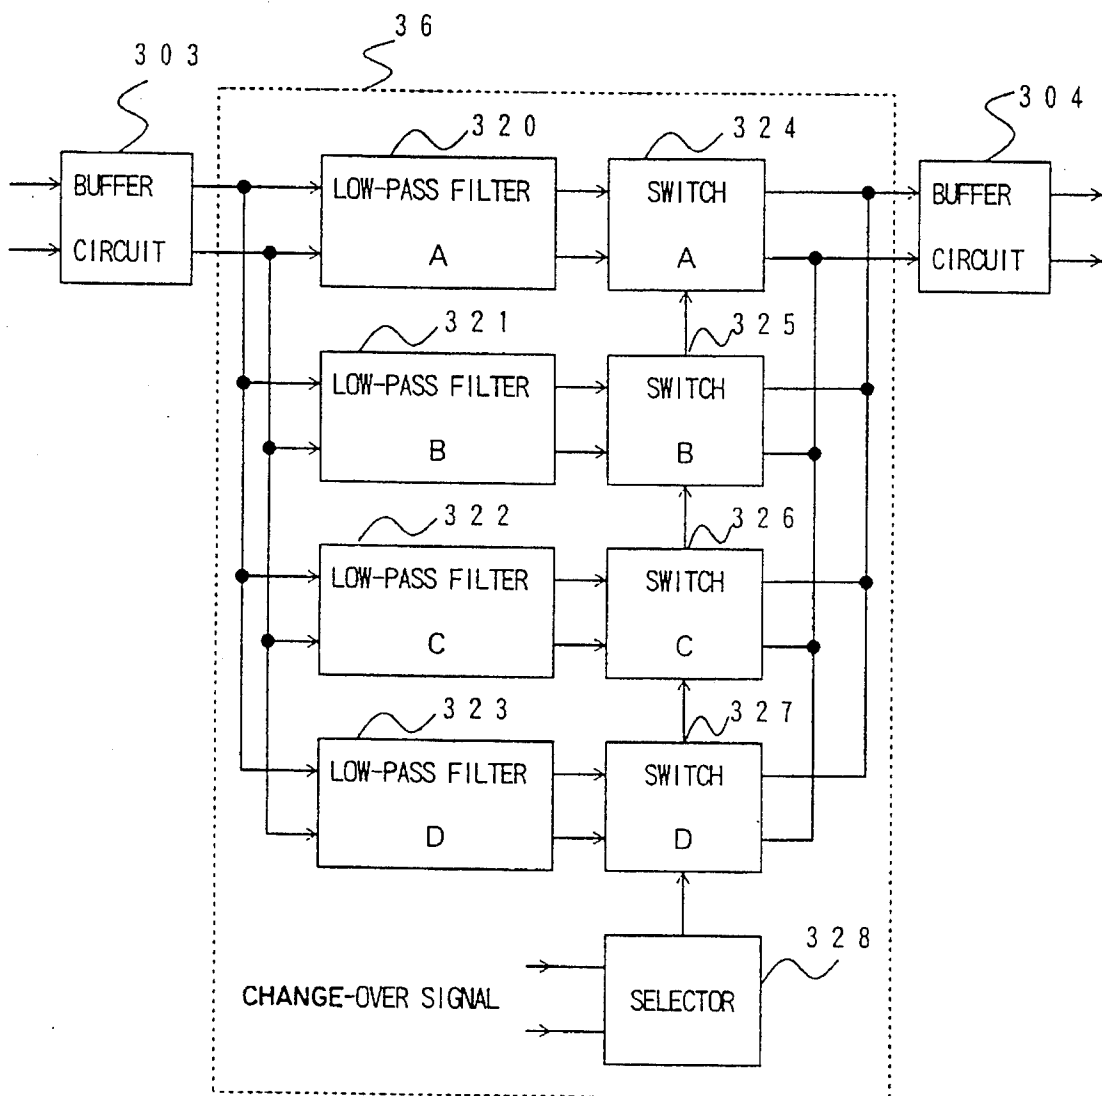 36
303
304
320
324
BUFFER
CIRCUIT
LOW-PASS FILTER
A
SWITCH
A
BUFFER
CIRCUIT
321
325
LOW-PASS FILTER
B
SWITCH
B
322
326
LOW-PASS FILTER
C
SWITCH
C
323
327
LOW-PASS FILTER
D
SWITCH
D
328
CHANGE-OVER SIGNAL
SELECTOR